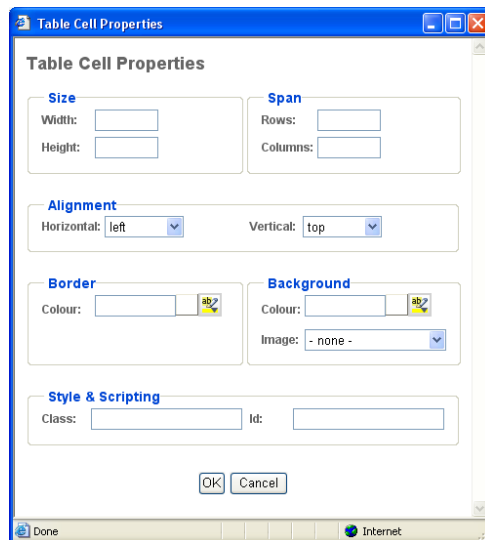 Table Cell Properties
Table Cell Properties
Size
Span
Width:
Rows:
Height:
Columns:
Alignment
Horizontal: left
Vertical: top
Border
Background
Colour:
Colour:
Image: - none -
Style & Scripting
Class:
Id:
OK Cancel
Done
Internet